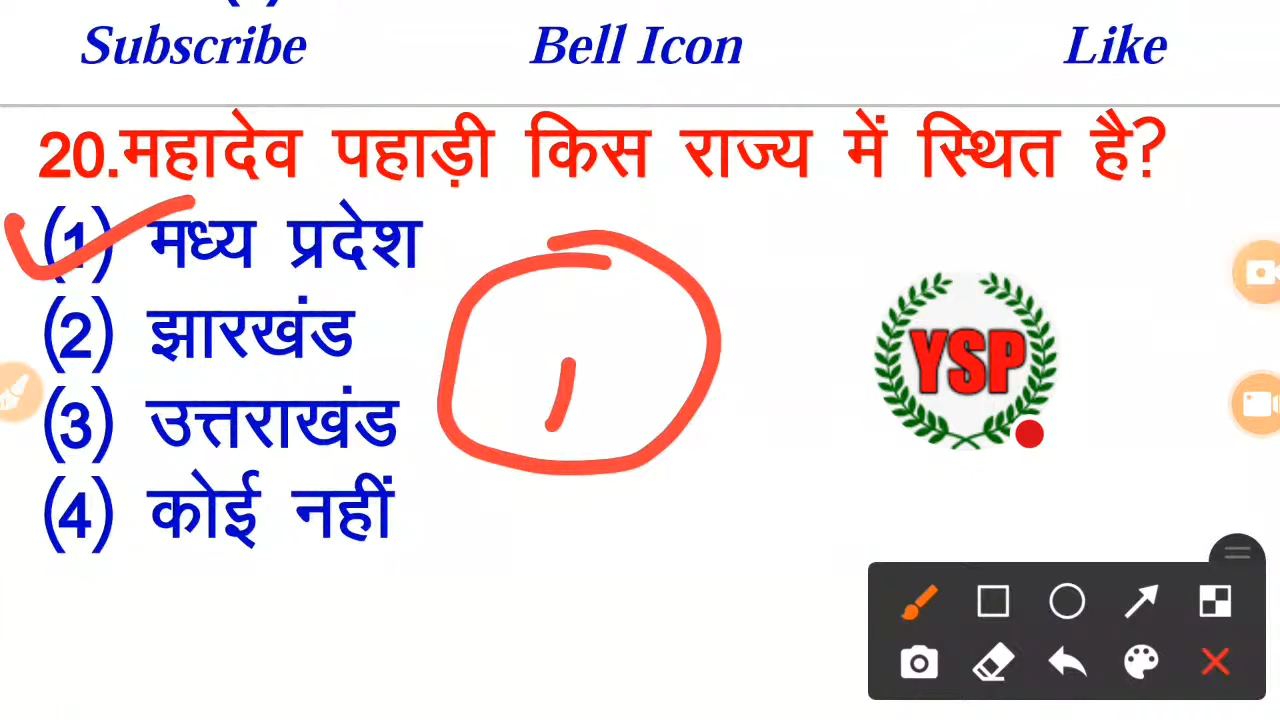 Subscribe Bell Icon Like
20.महादेव पहाड़ी किस राज्य में स्थित है?
(1) मध्य प्रदेश
(2) झारखंड
(3) उत्तराखंड
(4) कोई नहीं
YSP